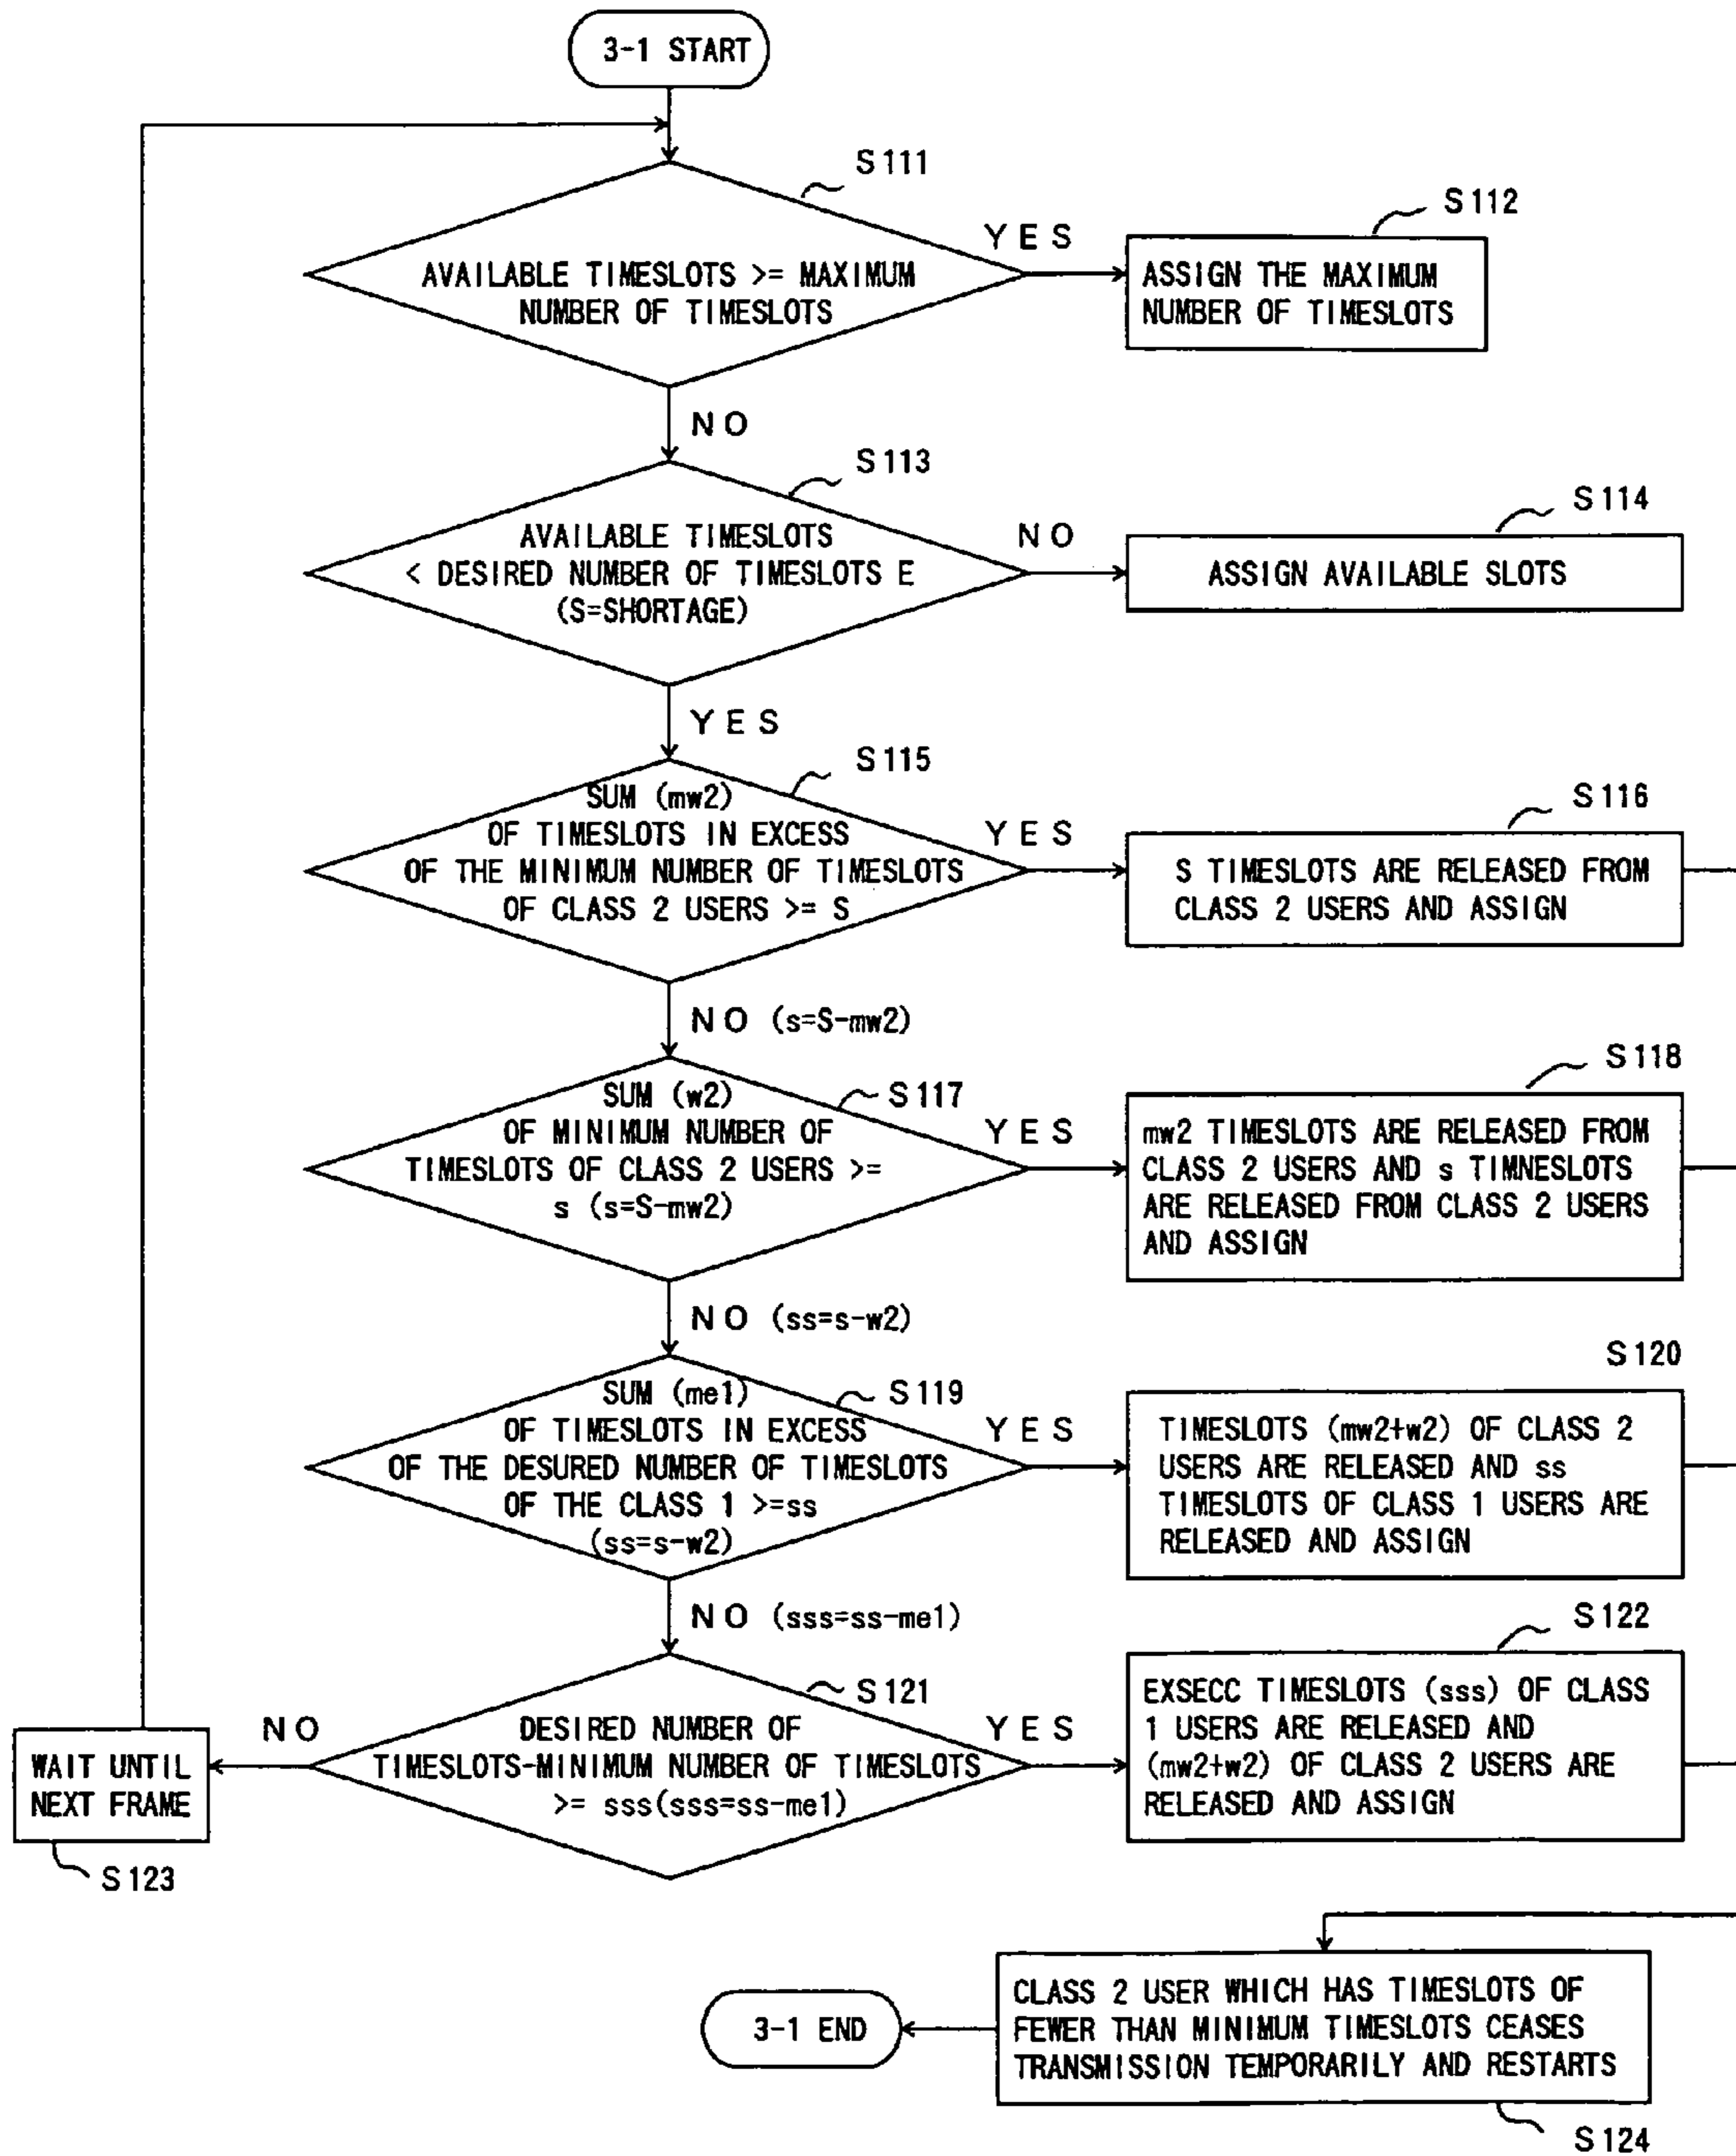 3-1 START
S111
AVAILABLE TIMESLOTS >= MAXIMUM
NUMBER OF TIMESLOTS
YES
S112
ASSIGN THE MAXIMUM
NUMBER OF TIMESLOTS
NO
S113
AVAILABLE TIMESLOTS
< DESIRED NUMBER OF TIMESLOTS E
(S=SHORTAGE)
NO
S114
ASSIGN AVAILABLE SLOTS
YES
S115
SUM (mw2)
OF TIMESLOTS IN EXCESS
OF THE MINIMUM NUMBER OF TIMESLOTS
OF CLASS 2 USERS >= S
YES
S116
S TIMESLOTS ARE RELEASED FROM
CLASS 2 USERS AND ASSIGN
NO (s=S-mw2)
S117
SUM (w2)
OF MINIMUM NUMBER OF
TIMESLOTS OF CLASS 2 USERS >=
s (s=S-mw2)
YES
S118
mw2 TIMESLOTS ARE RELEASED FROM
CLASS 2 USERS AND s TIMNESLOTS
ARE RELEASED FROM CLASS 2 USERS
AND ASSIGN
NO (ss=s-w2)
S119
SUM (me1)
OF TIMESLOTS IN EXCESS
OF THE DESURED NUMBER OF TIMESLOTS
OF THE CLASS 1 >=ss
(ss=s-w2)
YES
S120
TIMESLOTS (mw2+w2) OF CLASS 2
USERS ARE RELEASED AND ss
TIMESLOTS OF CLASS 1 USERS ARE
RELEASED AND ASSIGN
NO (sss=ss-me1)
S121
DESIRED NUMBER OF
TIMESLOTS-MINIMUM NUMBER OF TIMESLOTS
>= sss(sss=ss-me1)
YES
S122
EXSECC TIMESLOTS (sss) OF CLASS
1 USERS ARE RELEASED AND
(mw2+w2) OF CLASS 2 USERS ARE
RELEASED AND ASSIGN
NO
WAIT UNTIL
NEXT FRAME
S123
CLASS 2 USER WHICH HAS TIMESLOTS OF
FEWER THAN MINIMUM TIMESLOTS CEASES
TRANSMISSION TEMPORARILY AND RESTARTS
S124
3-1 END